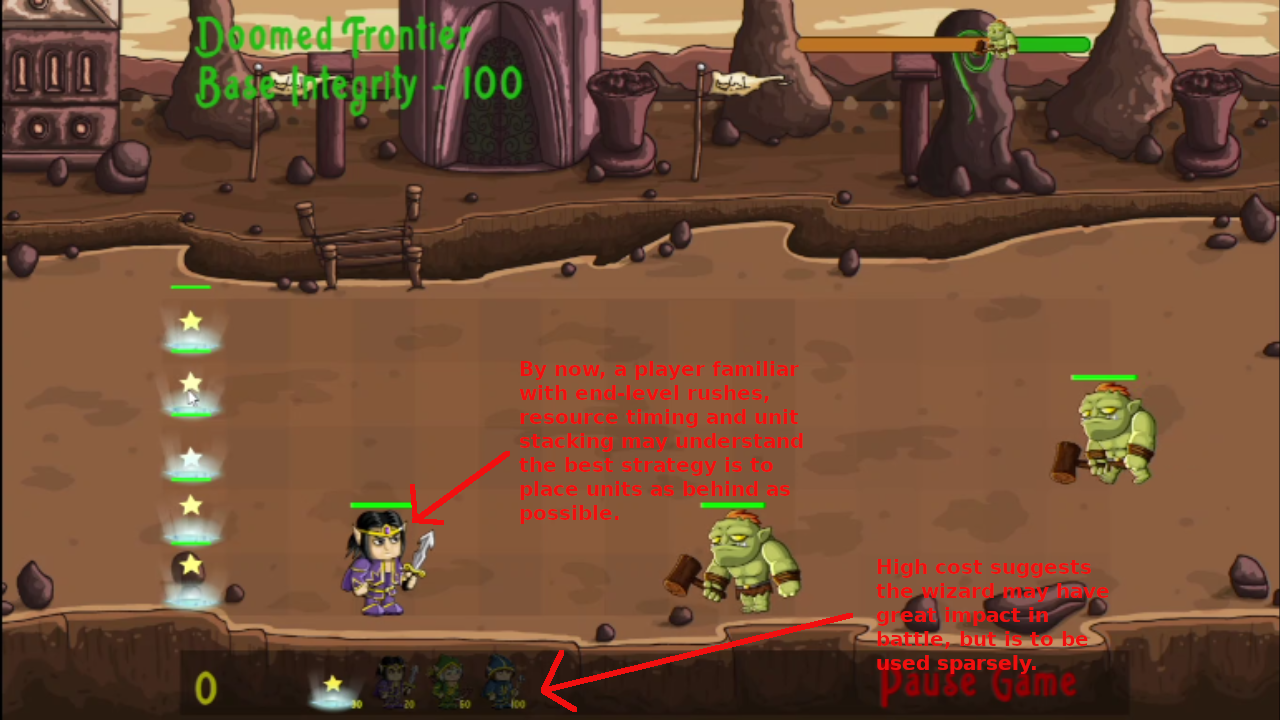 Doomed Frontier
Base Integrity - 100
By now, a player familiar
with end-level rushes,
resource timing and unit
stacking may understand
the best strategy is to
place units as behind as
possible.
High cost suggests
the wizard may have
great impact in
battle, but is to be
used sparsely.
0
30
20
60
100
Pause Game